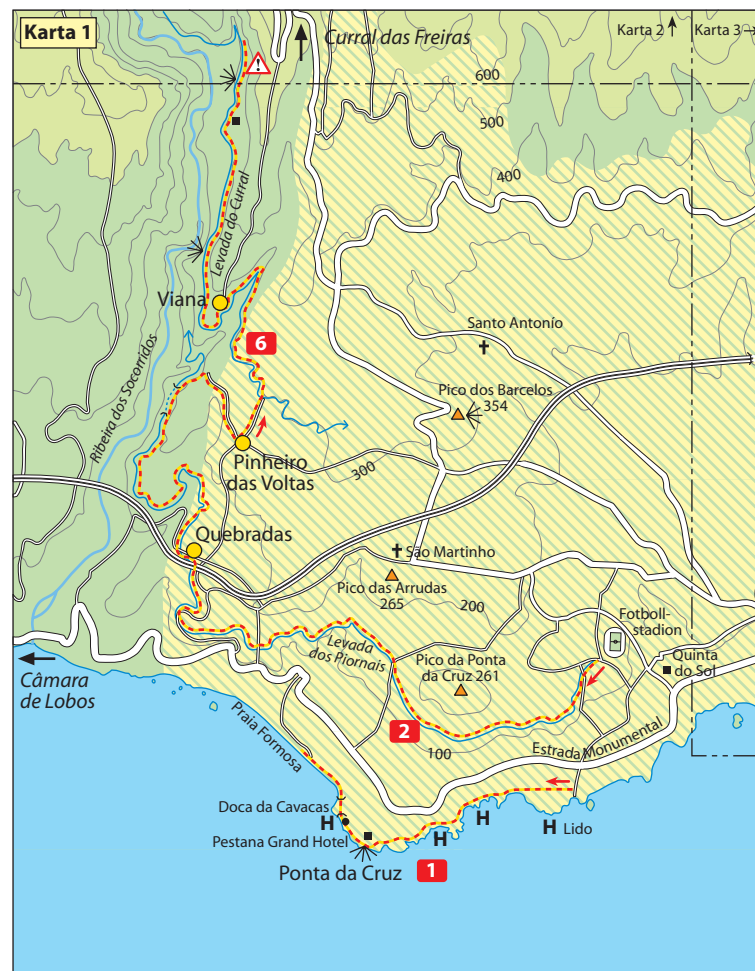 Karta 1
Curral das Freiras
Karta 2
Karta 3
600
500
400
Levada do Curral
Viana
Santo Antonío
6
Ribeira dos Socorridos
Pico dos Barcelos
354
Pinheiro
das Voltas
300
Quebradas
São Martinho
Pico das Arrudas
265
200
Fotboll-
stadion
Levada
dos Piornais
Pico da Ponta
da Cruz 261
Quinta
do Sol
Câmara
de Lobos
2
100
Estrada Monumental
Praia Formosa
Doca da Cavacas
H
H
H
H Lido
Pestana Grand Hotel
Ponta da Cruz
1